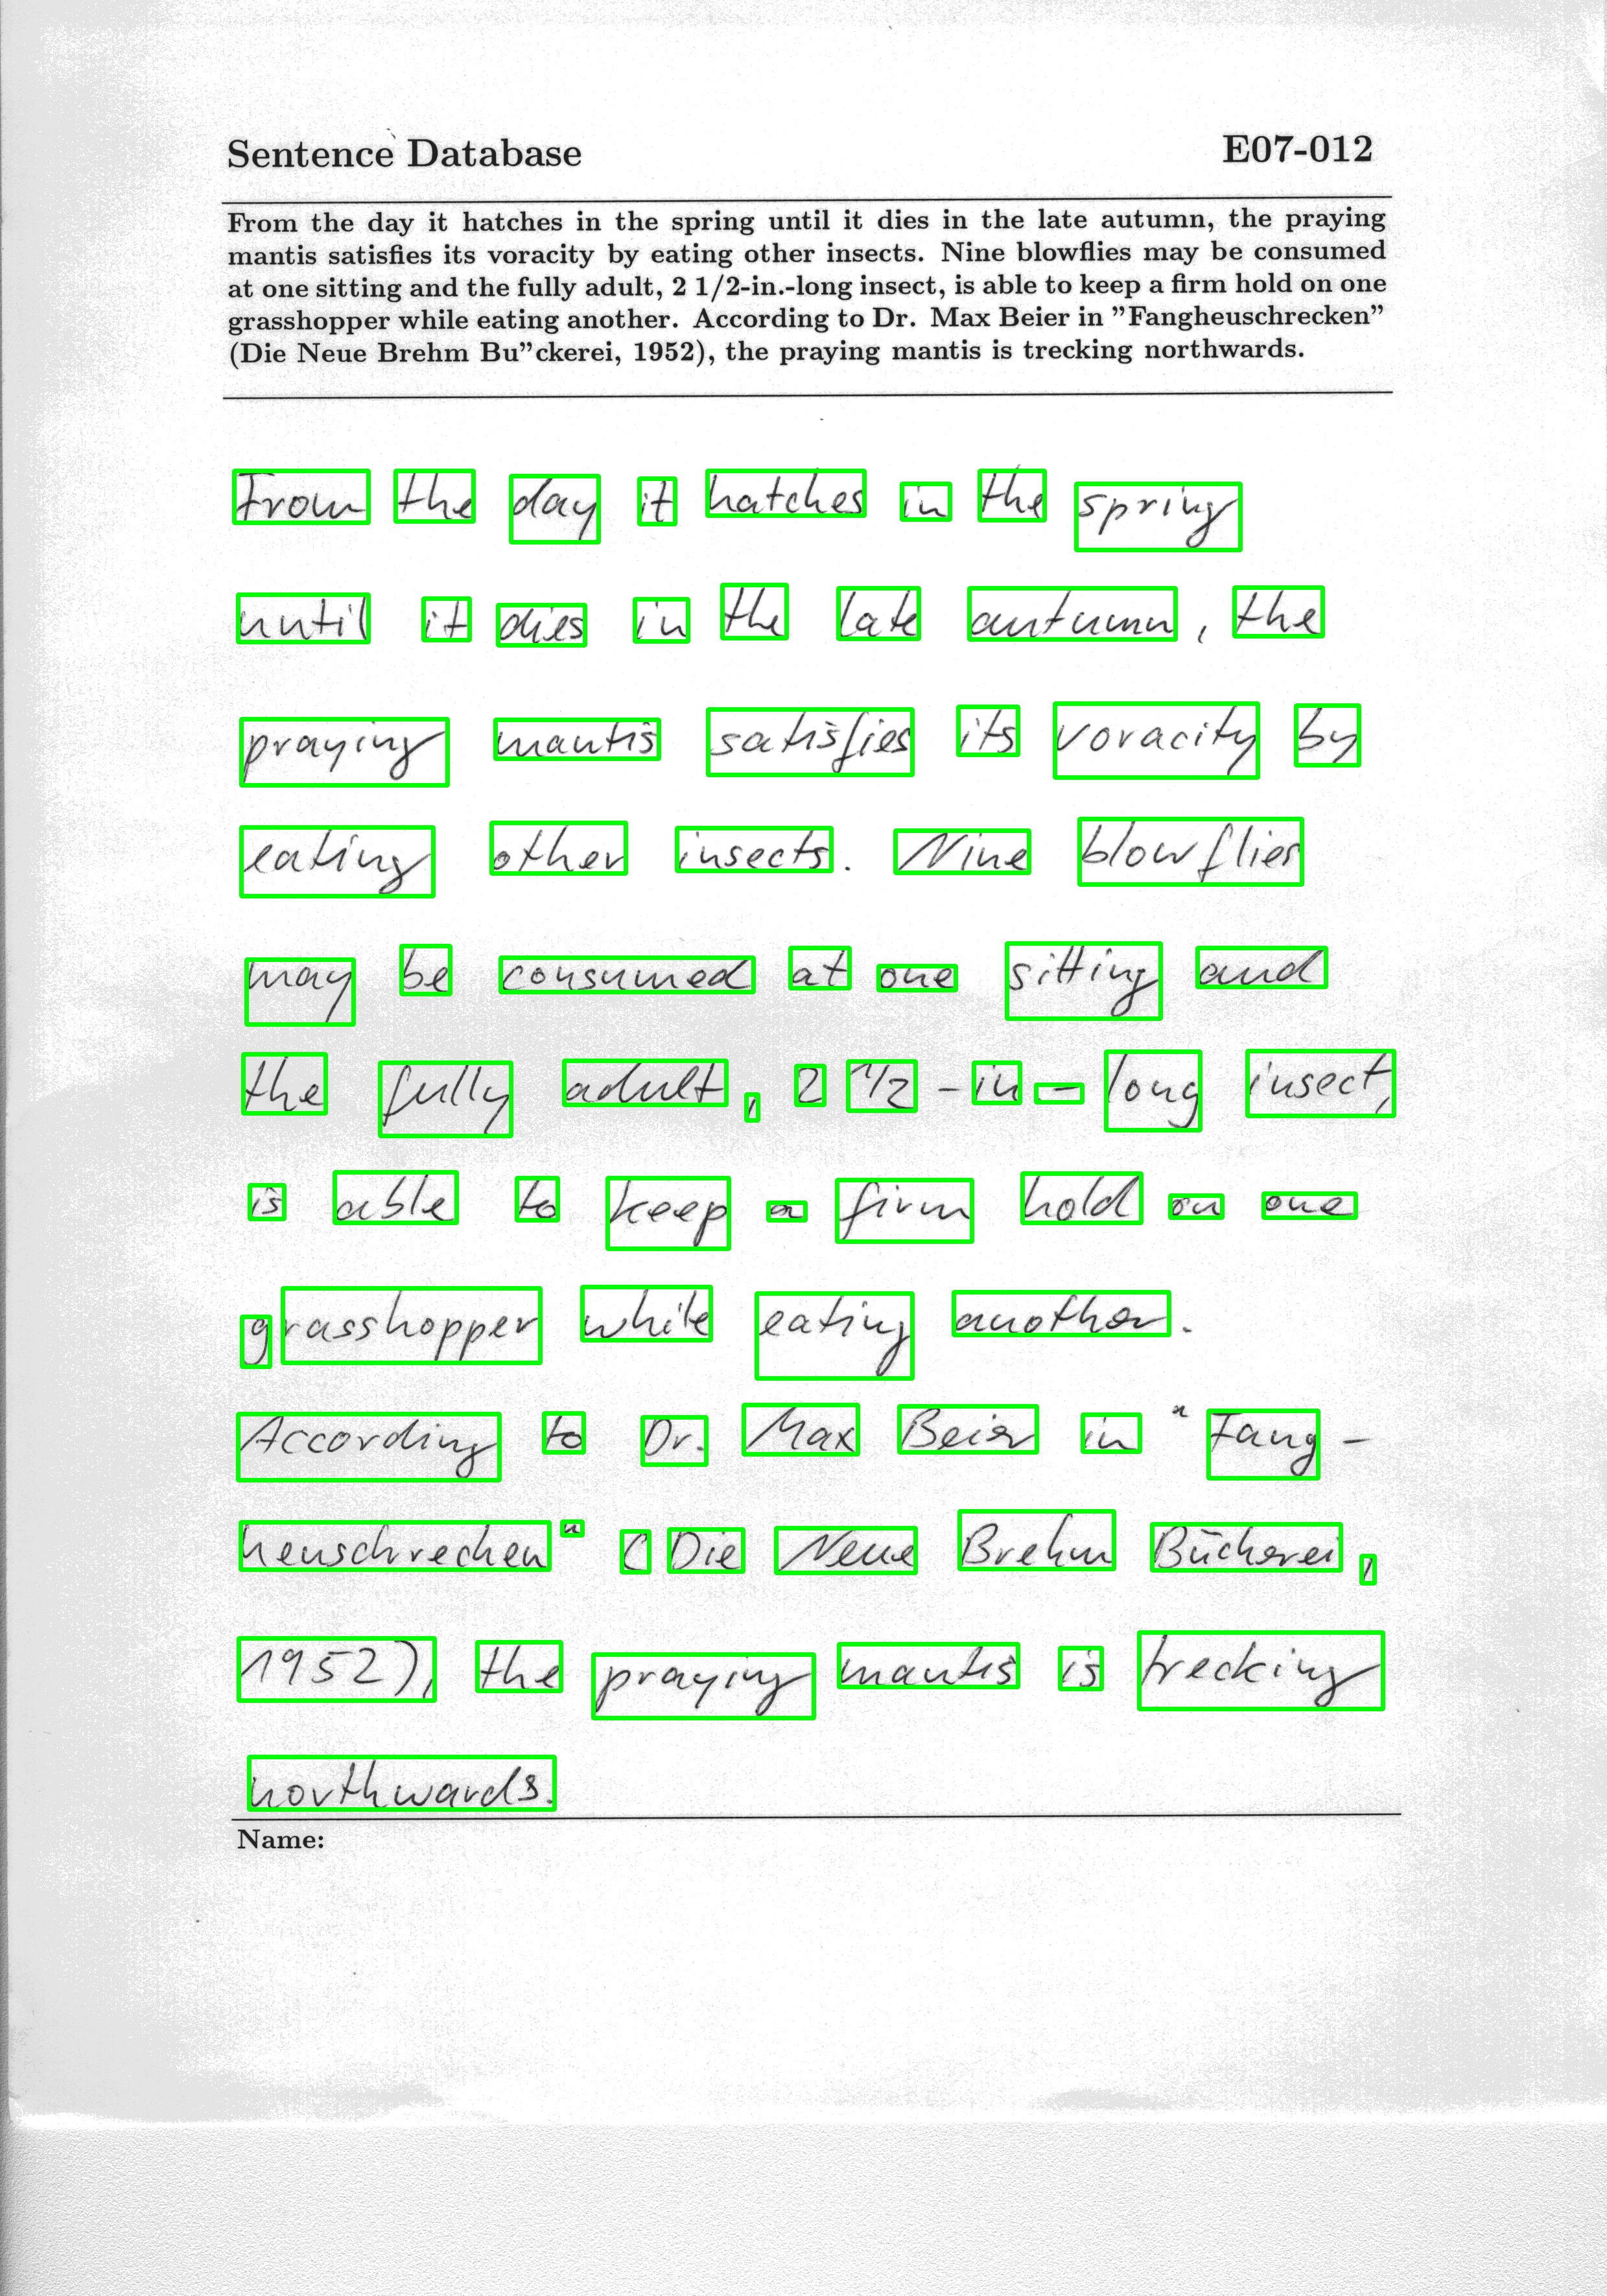 Sentence Database E07-012
From the day it hatches in the spring until it dies in the late autumn, the praying
mantis satisfies its voracity by eating other insects. Nine blowflies may be consumed
at one sitting and the fully adult, 2 1/2-in.-long insect, is able to keep a firm hold on one
grasshopper while eating another. According to Dr. Max Beier in ”Fangheuschrecken”
(Die Neue Brehm Bu”ckerei, 1952), the praying mantis is trecking northwards.
From the day it hatches in the spring
until it dies in the late autumn, the
praying mantis satisfies its voracity by
eating other insects. Nine blowflies
may be consumed at one sitting and
the fully adult, 2 1/2 -in- long insect,
is able to keep a firm hold on one
grasshopper while eating another.
According to Dr. Max Beier in "Fang-
heuschrecken" (Die Neue Brehm Bücherei,
1952), the praying mantis is trecking
northwards.
Name: